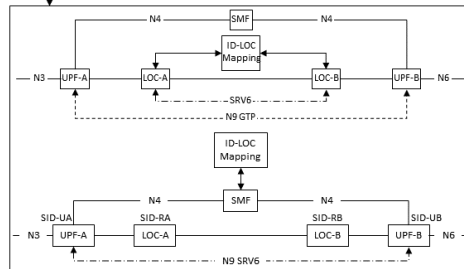 N4 SMF N4
ID-LOC
Mapping
N3 UPF-A LOC-A LOC-B UPF-B N6
SRV6
N9 GTP
ID-LOC
Mapping
N4 SMF N4
SID-UA SID-RA SID-RB SID-UB
N3 UPF-A LOC-A LOC-B UPF-B N6
N9 SRV6